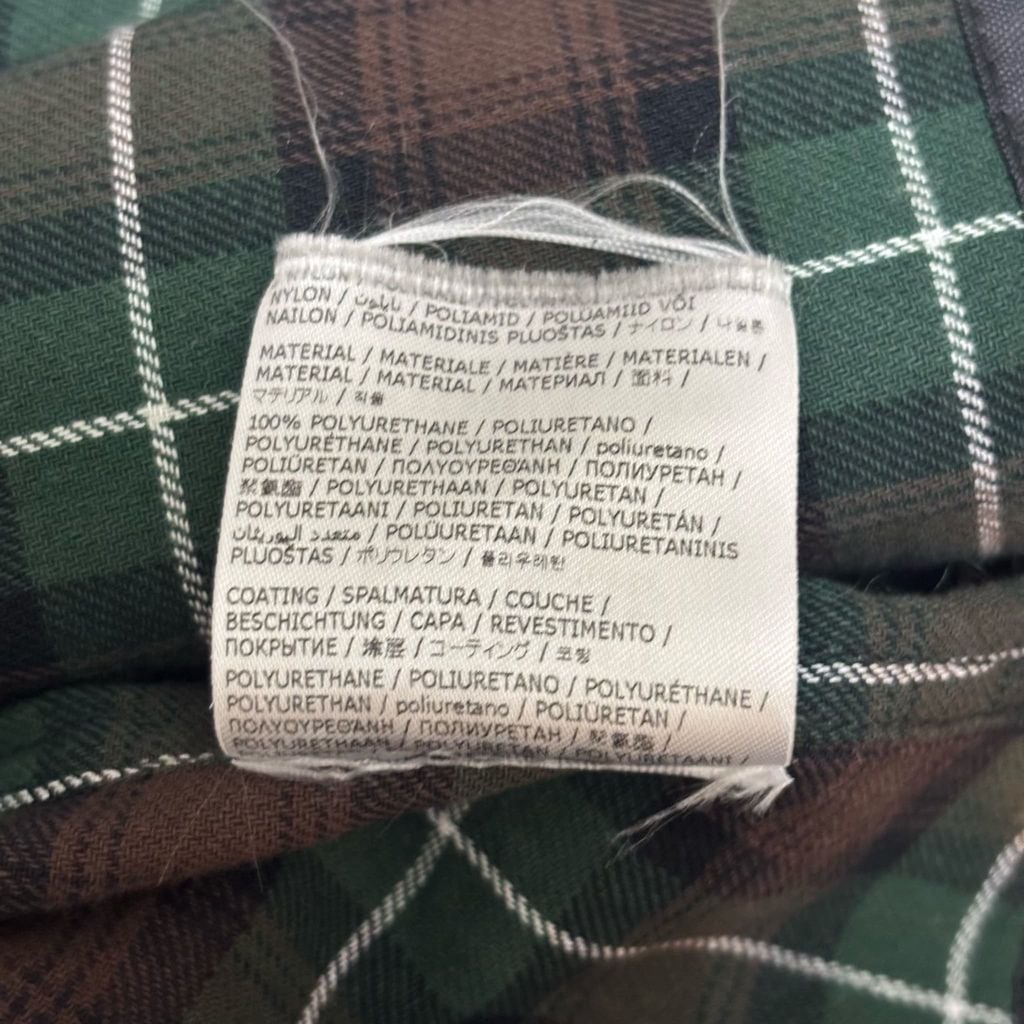 NYLON / نايلون / POLIAMID / POLÜAMIID VÕI
NAILON / POLIAMIDINIS PLUOŠTAS / ナイロン / 나일론
MATERIAL / MATERIALE / MATIÈRE / MATERIALEN /
MATERIAL / MATERIAL / МАТЕРИАЛ / 面料 /
マテリアル / 직물
100% POLYURETHANE / POLIURETANO /
POLYURÉTHANE / POLYURETHAN / poliuretano /
POLIÜRETAN / ΠΟΛΥΟΥΡΕΘΑΝΗ / ПОЛИУРЕТАН /
聚氨酯 / POLYURETHAAN / POLYURETAN /
POLYURETAANI / POLIURETAN / POLYURETÁN /
متعدد اليوريثان / POLÜURETAAN / POLIURETANINIS
PLUOŠTAS / ポリウレタン / 폴리우레탄
COATING / SPALMATURA / COUCHE /
BESCHICHTUNG / CAPA / REVESTIMENTO /
ПОКРЫТИЕ / 涂层 / コーティング / 코팅
POLYURETHANE / POLIURETANO / POLYURÉTHANE /
POLYURETHAN / poliuretano / POLIÜRETAN /
ΠΟΛΥΟΥΡΕΘΑΝΗ / ПОЛИУРЕТАН / 聚氨酯 /
POLYURETHAAN / POLYURETAN / POLYURETAANI /